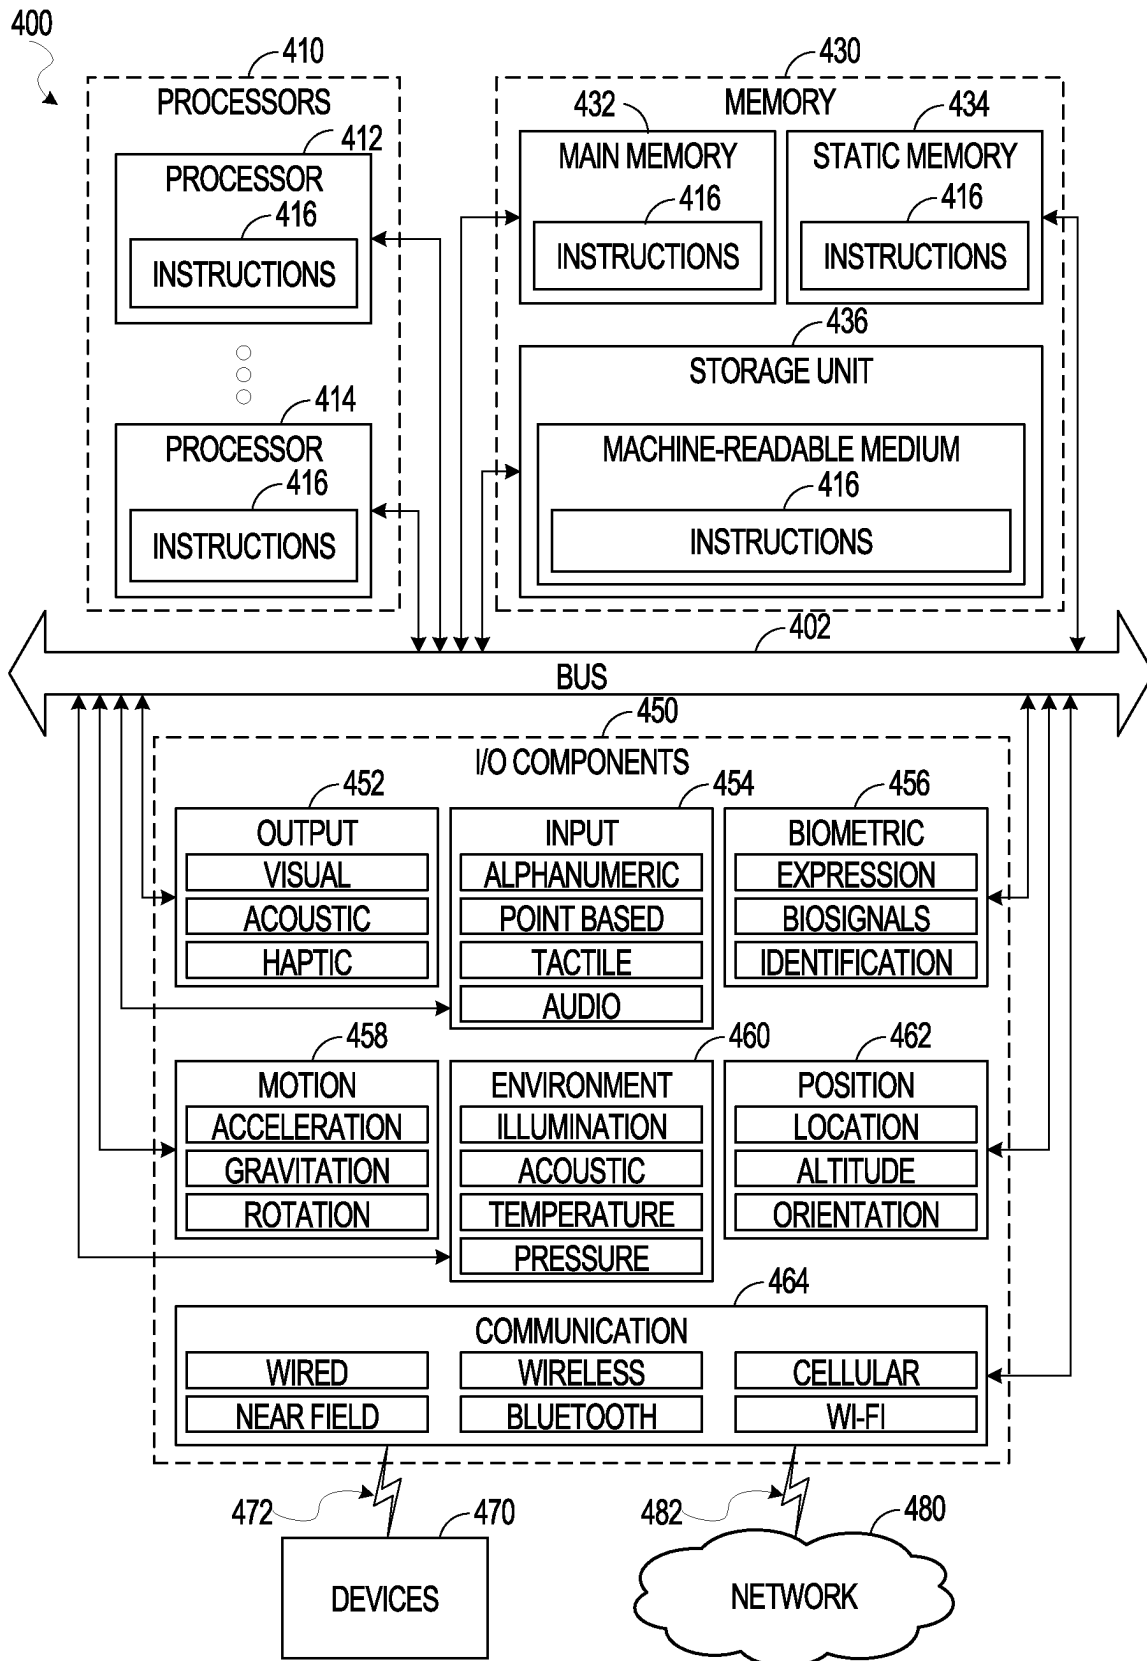 400
410
PROCESSORS
412
PROCESSOR
416
INSTRUCTIONS
414
PROCESSOR
416
INSTRUCTIONS
430
MEMORY
432
MAIN MEMORY
416
INSTRUCTIONS
434
STATIC MEMORY
416
INSTRUCTIONS
436
STORAGE UNIT
MACHINE-READABLE MEDIUM
416
INSTRUCTIONS
402
BUS
450
I/O COMPONENTS
452
OUTPUT
VISUAL
ACOUSTIC
HAPTIC
454
INPUT
ALPHANUMERIC
POINT BASED
TACTILE
AUDIO
456
BIOMETRIC
EXPRESSION
BIOSIGNALS
IDENTIFICATION
458
MOTION
ACCELERATION
GRAVITATION
ROTATION
460
ENVIRONMENT
ILLUMINATION
ACOUSTIC
TEMPERATURE
PRESSURE
462
POSITION
LOCATION
ALTITUDE
ORIENTATION
464
COMMUNICATION
WIRED
WIRELESS
CELLULAR
NEAR FIELD
BLUETOOTH
WI-FI
472
470
DEVICES
482
480
NETWORK